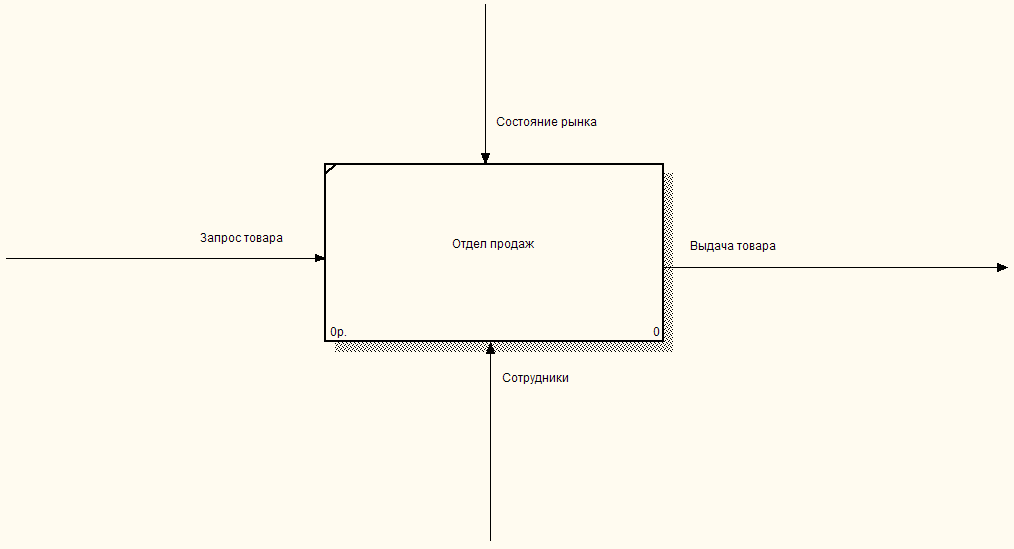 Состояние рынка
Запрос товара
Отдел продаж
Выдача товара
0р.
0
Сотрудники